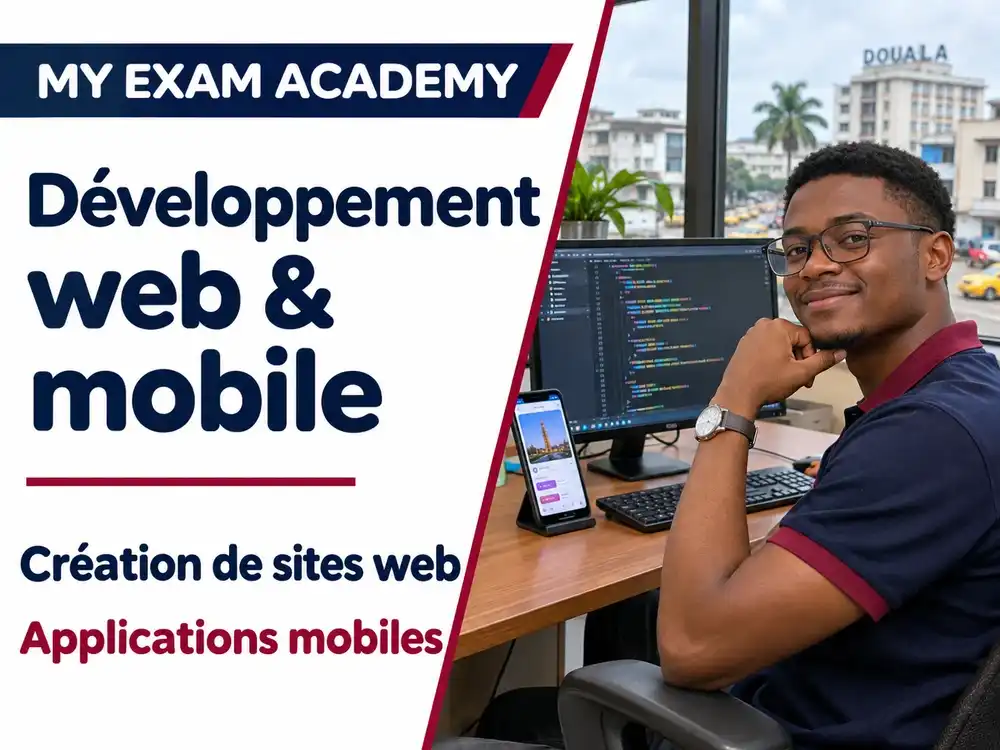 MY EXAM ACADEMY
Développement
web &
mobile
Création de sites web
Applications mobiles
DOUALA